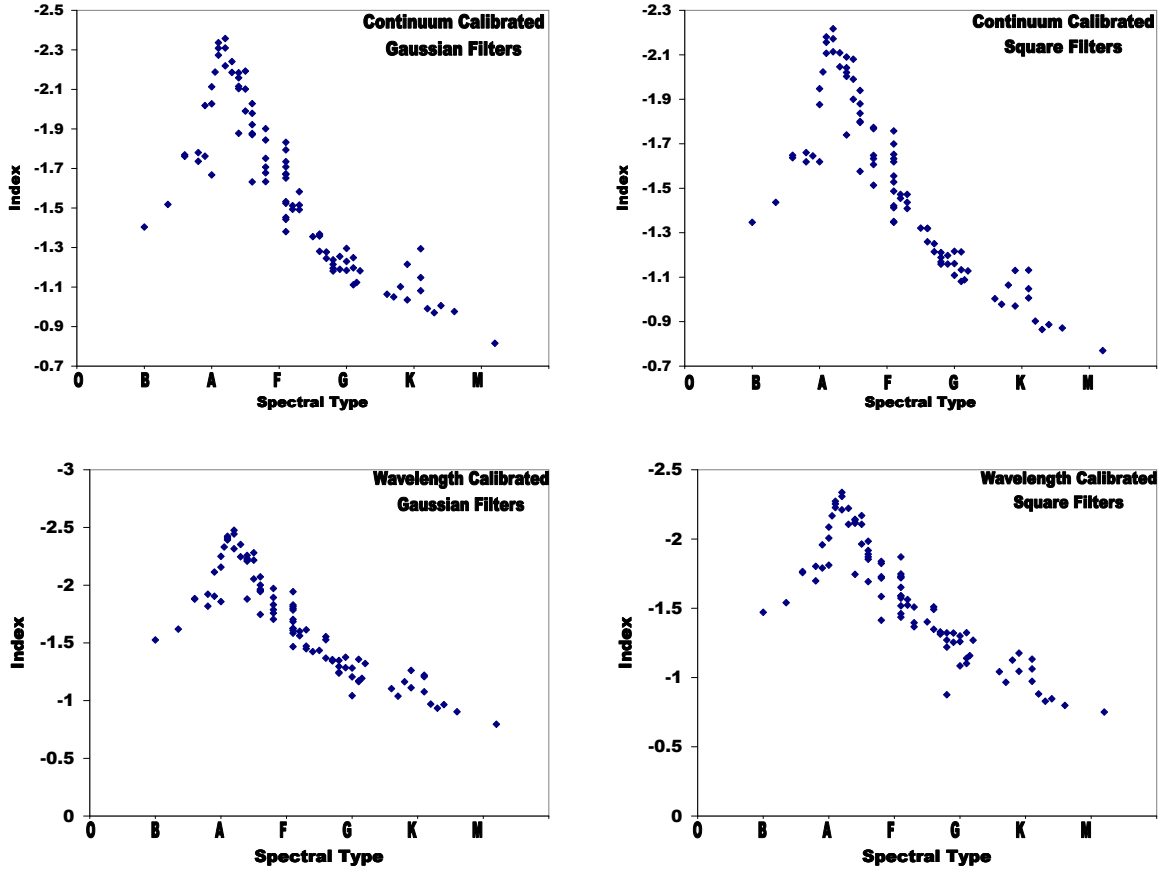 Continuum Calibrated
Gaussian Filters
-2.5
-2.3
-2.1
-1.9
-1.7
-1.5
-1.3
-1.1
-0.9
-0.7
Index
O B A F G K M
Spectral Type
Continuum Calibrated
Square Filters
-2.3
-2.1
-1.9
-1.7
-1.5
-1.3
-1.1
-0.9
-0.7
Index
O B A F G K M
Spectral Type
Wavelength Calibrated
Gaussian Filters
-3
-2.5
-2
-1.5
-1
-0.5
0
Index
O B A F G K M
Spectral Type
Wavelength Calibrated
Square Filters
-2.5
-2
-1.5
-1
-0.5
0
Index
O B A F G K M
Spectral Type